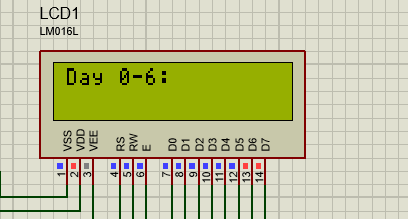 LCD1
LM016L
Day 0-6:
VSS
VDD
VEE
RS
RW
E
D0
D1
D2
D3
D4
D5
D6
D7
1
2
3
4
5
6
7
8
9
10
11
12
13
14